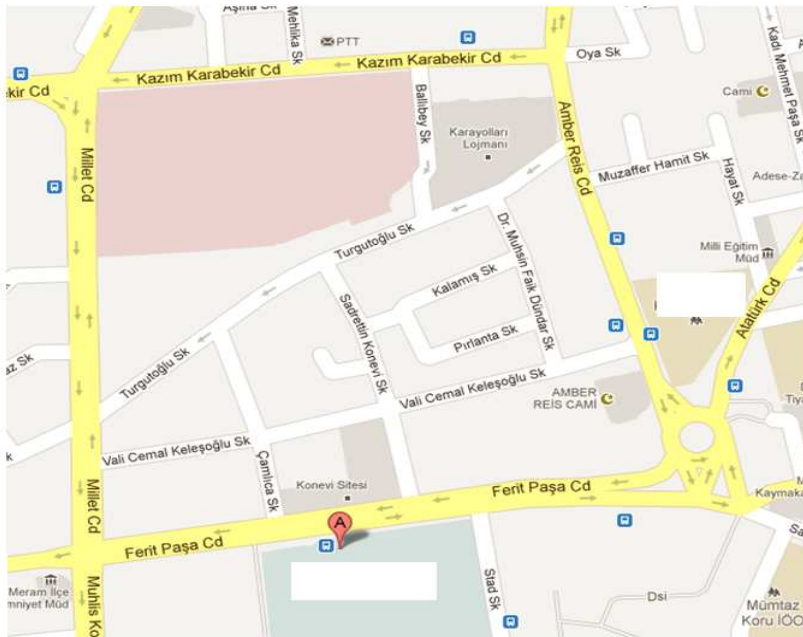 Aşina Sk
Mehlika Sk
PTT
Oya Sk
Kadı Mehmet Paşa Sk
Kazım Karabekir Cd
Kazım Karabekir Cd
ekir Cd
Cami
Ballıbey Sk
Karayolları
Lojmanı
Amber Reis Cd
Millet Cd
Muzaffer Hamit Sk
Hayat Sk
Adese-Za
Turgutoğlu Sk
Dr. Muhsin Faik Dündar Sk
Milli Eğitim
Müd
Kalamış Sk
Sadrettin Konevi Sk
Atatürk Cd
Pırlanta Sk
az Sk
Turgutoğlu Sk
Tiy
AMBER
REİS CAMİ
Vali Cemal Keleşoğlu Sk
Vali Cemal Keleşoğlu Sk
Çamlıca Sk
Konevi Sitesi
Ferit Paşa Cd
Kaymaka
Millet Cd
A
Ferit Paşa Cd
Sa
Meram İlçe
mniyet Müd
Muhlis Ko
Stad Sk
Dsi
Mümtaz
Koru İÖO